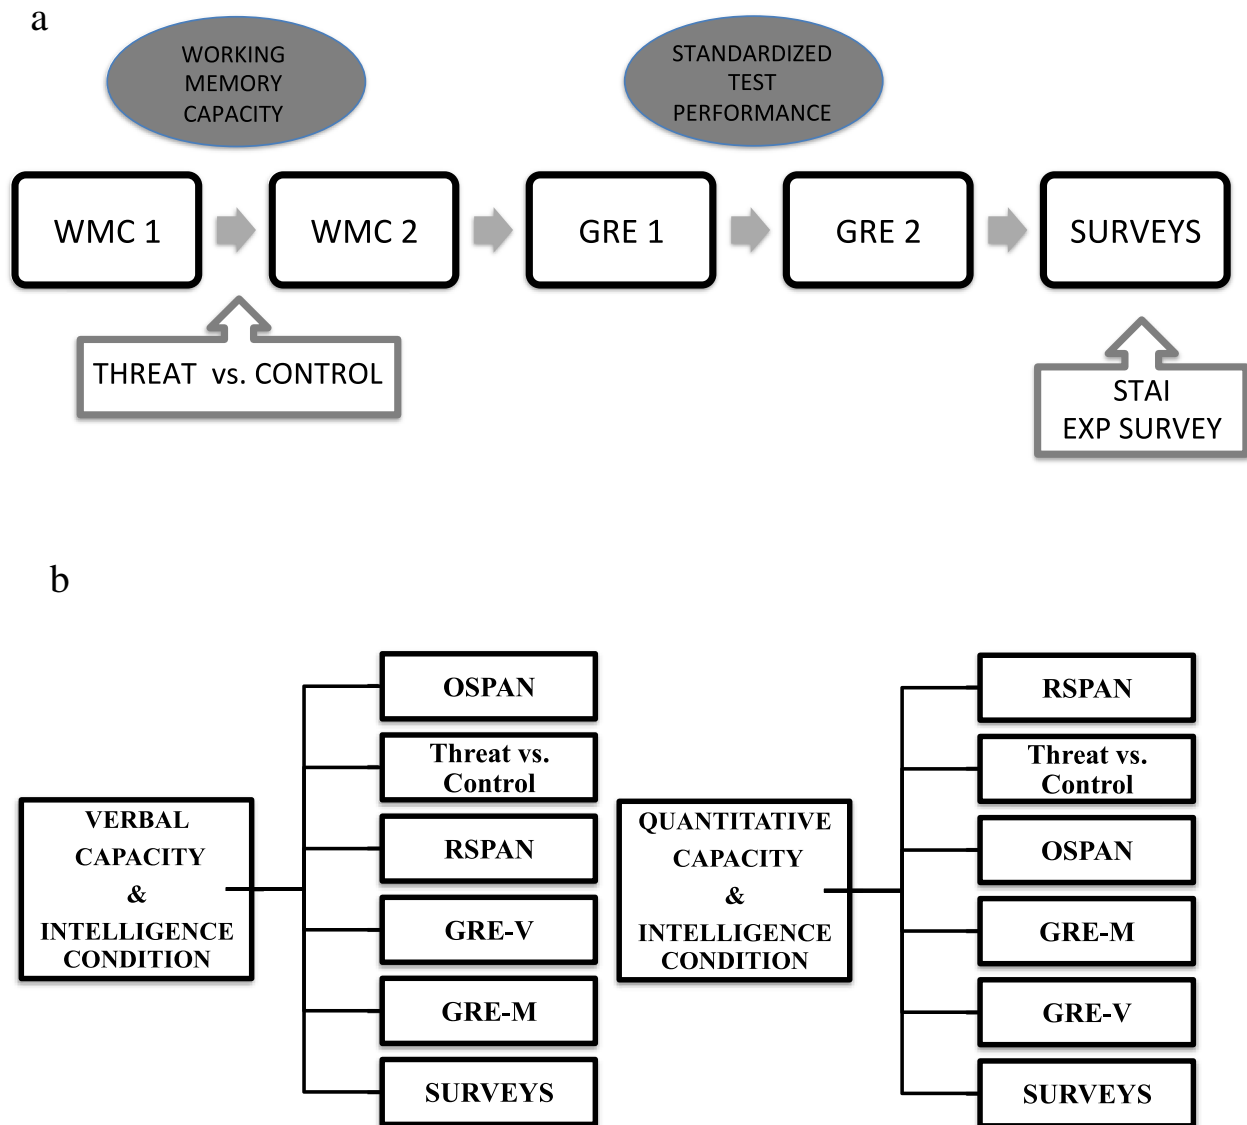 a
WORKING
MEMORY
CAPACITY
STANDARDIZED
TEST
PERFORMANCE
WMC 1
WMC 2
GRE 1
GRE 2
SURVEYS
THREAT vs. CONTROL
STAI
EXP SURVEY
b
VERBAL
CAPACITY
&
INTELLIGENCE
CONDITION
OSPAN
Threat vs.
Control
RSPAN
GRE-V
GRE-M
SURVEYS
QUANTITATIVE
CAPACITY
&
INTELLIGENCE
CONDITION
RSPAN
Threat vs.
Control
OSPAN
GRE-M
GRE-V
SURVEYS